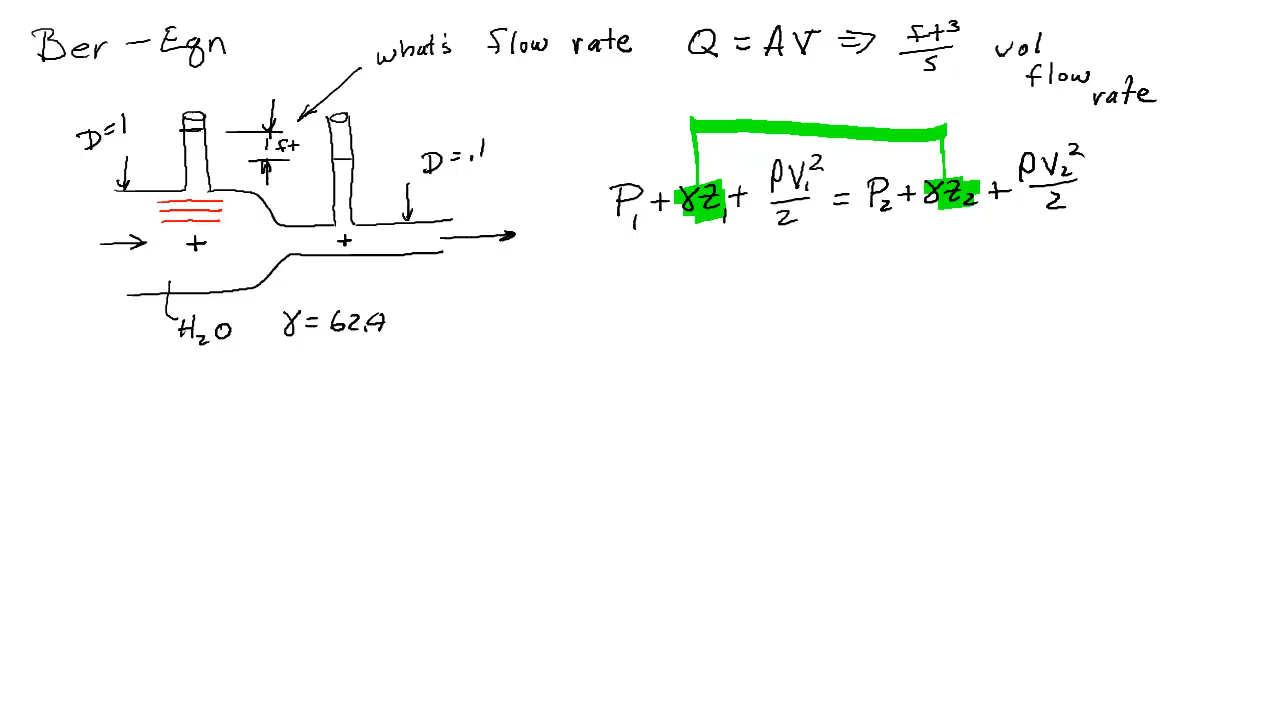 Ber - Eqn
what's flow rate
Q = AV ⇒ ft³/s vol flow rate
D=1
1 ft
D=.1
P₁ + γz₁ + ρV₁²/2 = P₂ + γz₂ + ρV₂²/2
+
+
H₂O
γ = 62.4